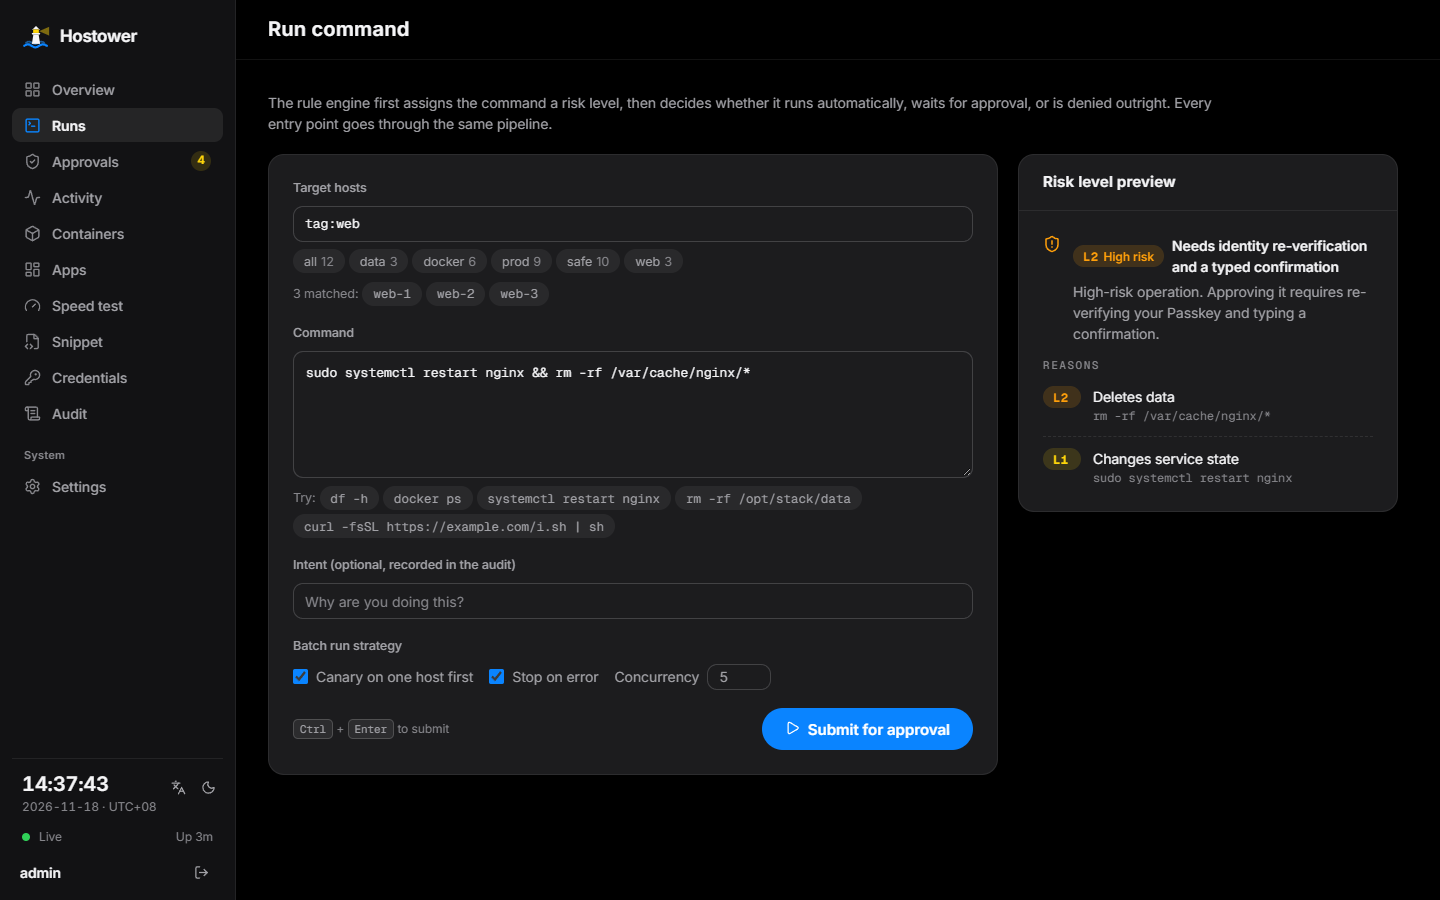 Hostower
Overview
Runs
Approvals 4
Activity
Containers
Apps
Speed test
Snippet
Credentials
Audit
System
Settings
14:37:43
2026-11-18 · UTC+08
Live Up 3m
admin
Run command
The rule engine first assigns the command a risk level, then decides whether it runs automatically, waits for approval, or is denied outright. Every
entry point goes through the same pipeline.
Target hosts
tag:web
all 12 data 3 docker 6 prod 9 safe 10 web 3
3 matched: web-1 web-2 web-3
Command
sudo systemctl restart nginx && rm -rf /var/cache/nginx/*
Try: df -h docker ps systemctl restart nginx rm -rf /opt/stack/data
curl -fsSL https://example.com/i.sh | sh
Intent (optional, recorded in the audit)
Why are you doing this?
Batch run strategy
Canary on one host first Stop on error Concurrency 5
Ctrl + Enter to submit
Submit for approval
Risk level preview
L2 High risk
Needs identity re-verification
and a typed confirmation
High-risk operation. Approving it requires re-
verifying your Passkey and typing a
confirmation.
REASONS
L2 Deletes data
rm -rf /var/cache/nginx/*
L1 Changes service state
sudo systemctl restart nginx